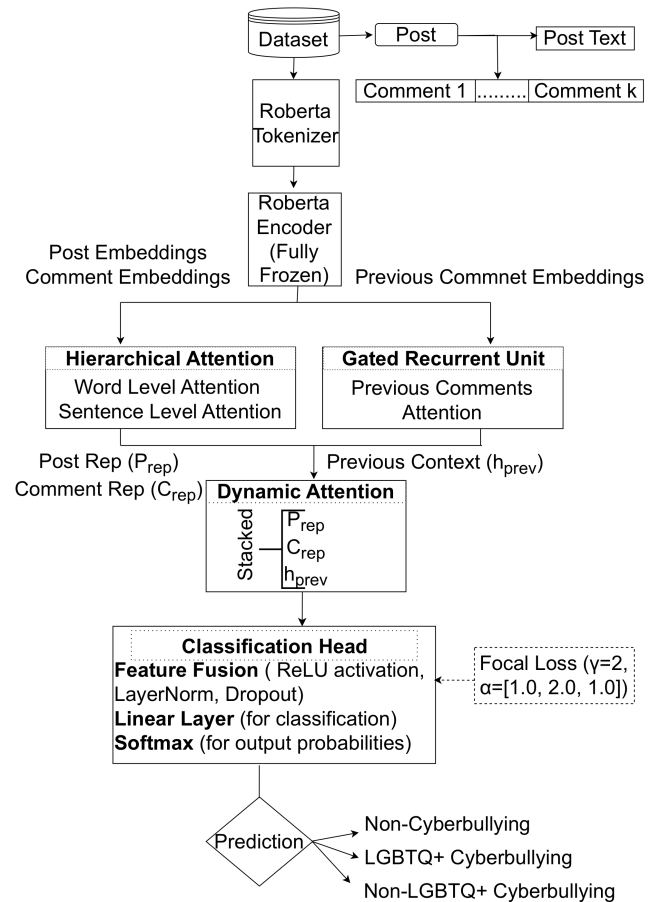 Dataset
Post
Post Text
Comment 1
.........
Comment k
Roberta
Tokenizer
Roberta
Encoder
(Fully
Frozen)
Post Embeddings
Comment Embeddings
Previous Commnet Embeddings
Hierarchical Attention
Word Level Attention
Sentence Level Attention
Gated Recurrent Unit
Previous Comments
Attention
Post Rep (Prep)
Comment Rep (Crep)
Previous Context (hprev)
Dynamic Attention
Stacked
Prep
Crep
hprev
Classification Head
Feature Fusion ( ReLU activation,
LayerNorm, Dropout)
Linear Layer (for classification)
Softmax (for output probabilities)
Focal Loss (γ=2,
α=[1.0, 2.0, 1.0])
Prediction
Non-Cyberbullying
LGBTQ+ Cyberbullying
Non-LGBTQ+ Cyberbullying